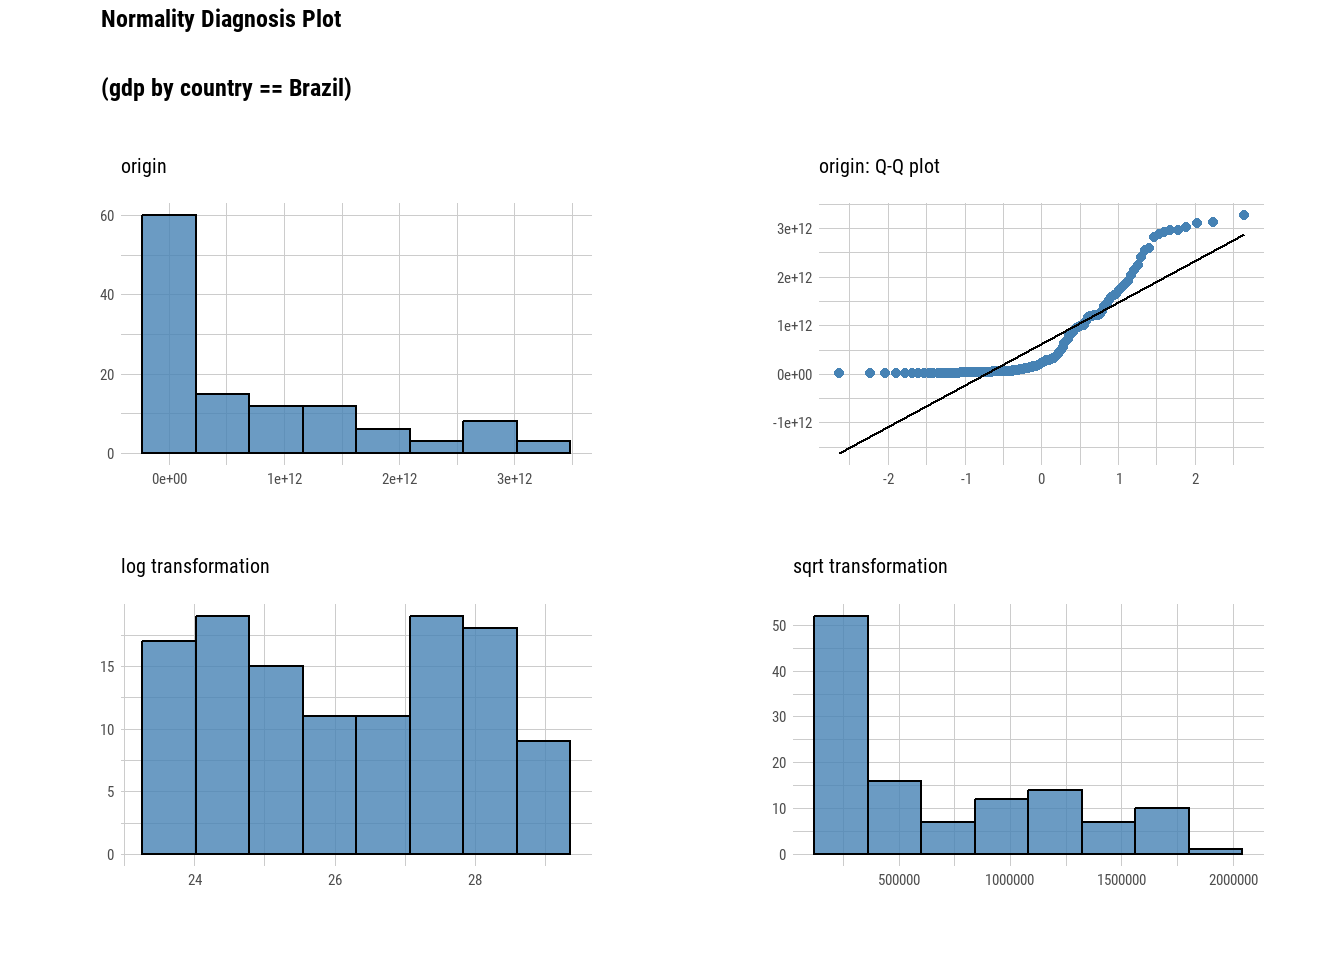 Normality Diagnosis Plot
(gdp by country == Brazil)
origin
60
40
20
0
0e+00 1e+12 2e+12 3e+12
origin: Q-Q plot
3e+12
2e+12
1e+12
0e+00
-1e+12
-2 -1 0 1 2
log transformation
15
10
5
0
24 26 28
sqrt transformation
50
40
30
20
10
0
500000 1000000 1500000 2000000